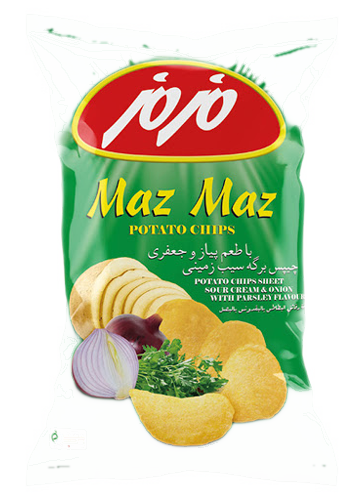 مزمز
Maz Maz
POTATO CHIPS
با طعم پیاز و جعفری
چیپس برگه سیب زمینی
POTATO CHIPS SHEET
SOUR CREAM & ONION
WITH PARSLEY FLAVOUR